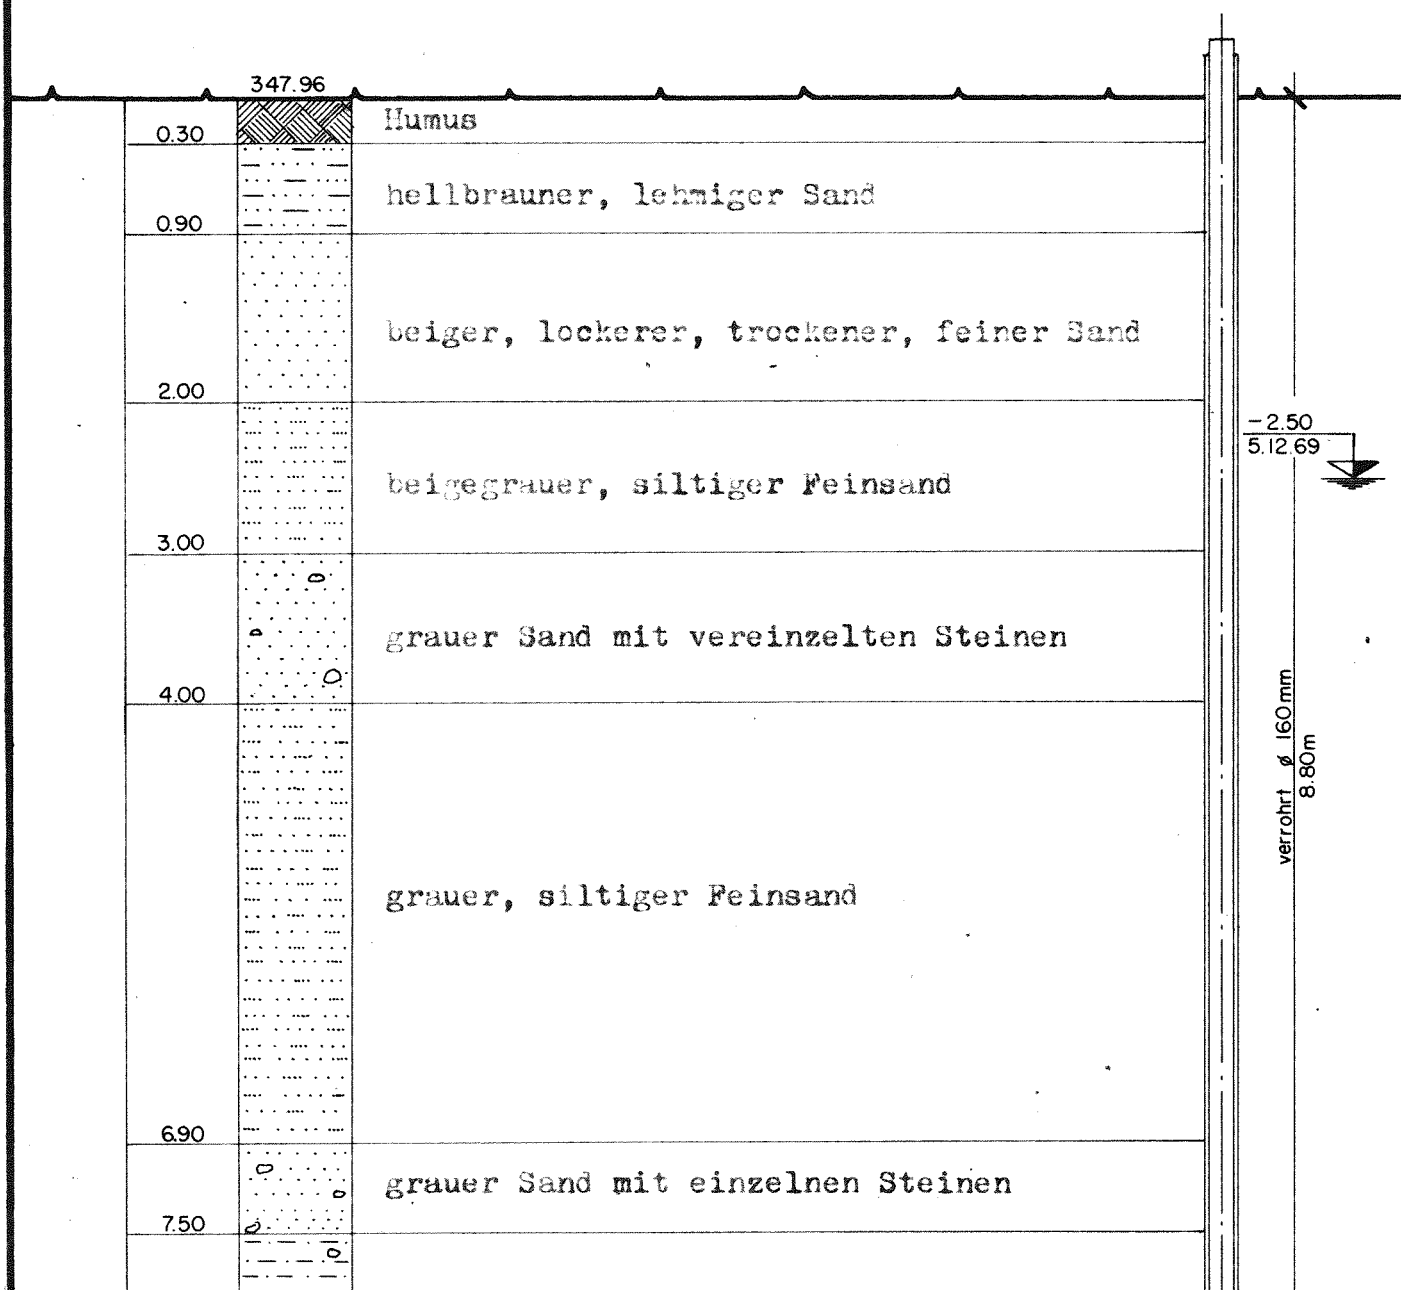 347.96
Humus
0.30
hellbrauner, lehmiger Sand
0.90
beiger, lockerer, trockener, feiner Sand
2.00
-2.50
5.12.69
beigegrauer, siltiger Feinsand
3.00
grauer Sand mit vereinzelten Steinen
4.00
verrohrt ø 160mm
8.80m
grauer, siltiger Feinsand
6.90
grauer Sand mit einzelnen Steinen
7.50